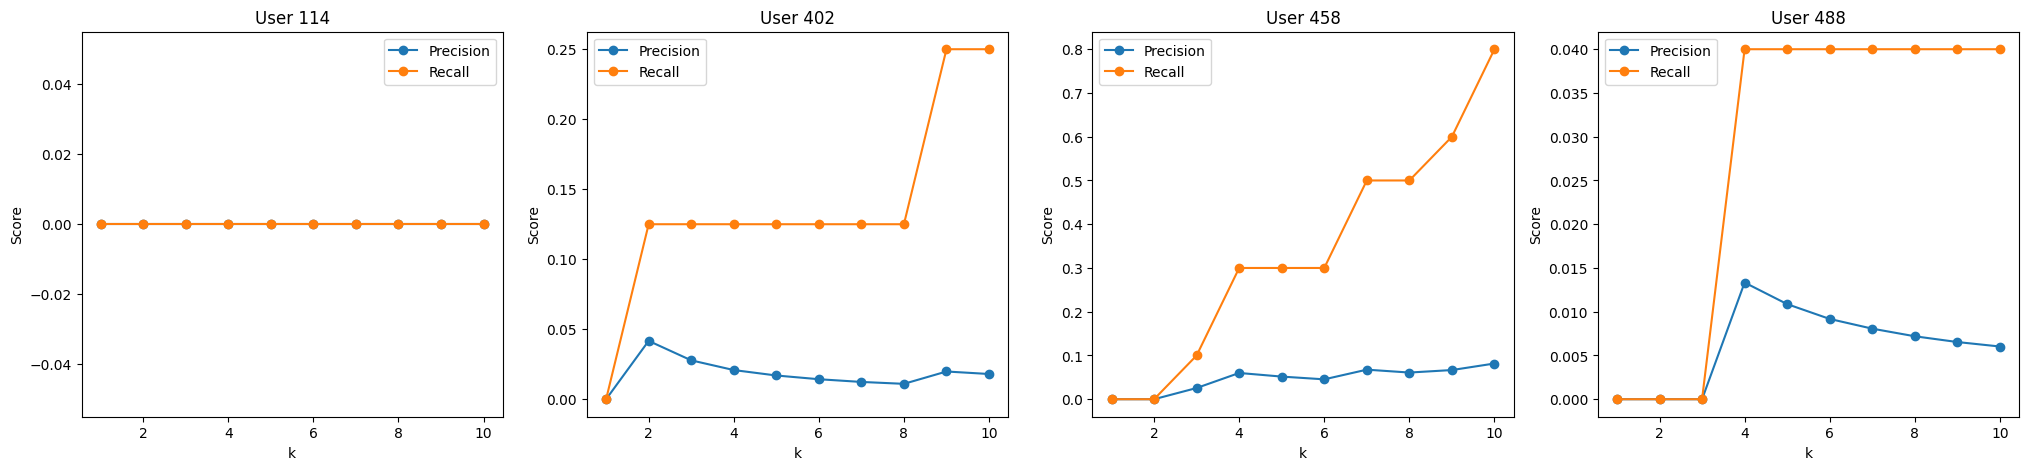 User 114
Precision
Recall
0.04
0.02
0.00
−0.02
−0.04
Score
2 4 6 8 10
k
User 402
Precision
Recall
0.25
0.20
0.15
0.10
0.05
0.00
Score
2 4 6 8 10
k
User 458
Precision
Recall
0.8
0.7
0.6
0.5
0.4
0.3
0.2
0.1
0.0
Score
2 4 6 8 10
k
User 488
Precision
Recall
0.040
0.035
0.030
0.025
0.020
0.015
0.010
0.005
0.000
Score
2 4 6 8 10
k